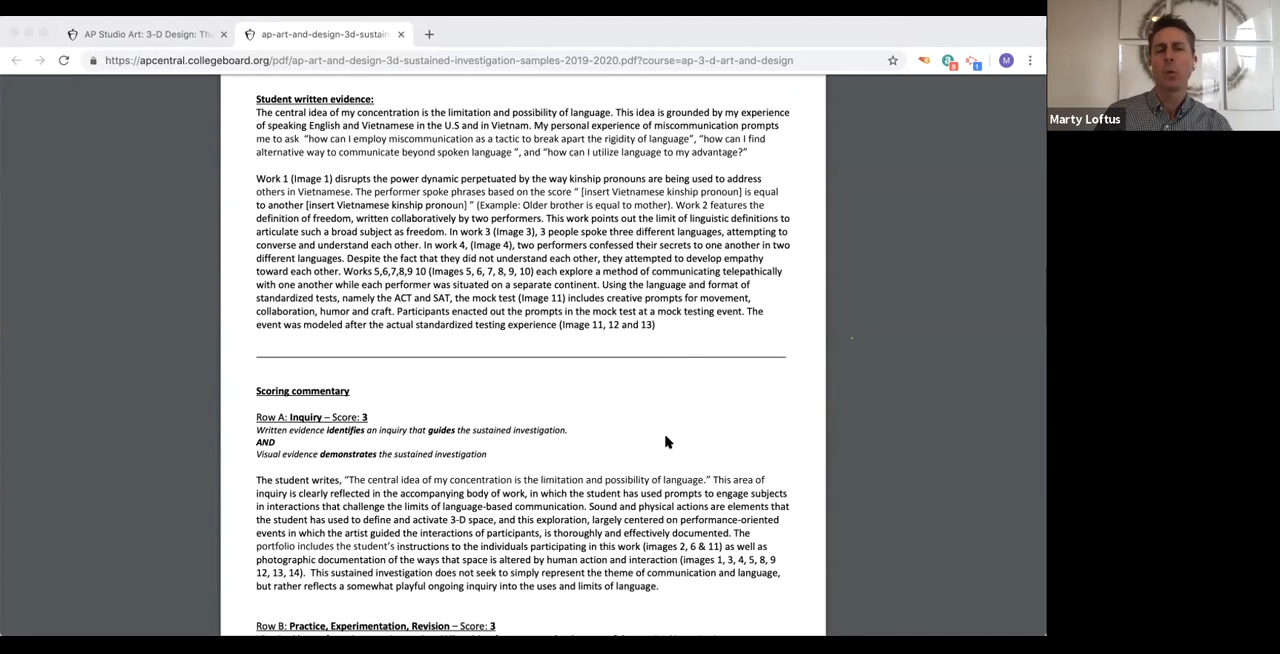 AP Studio Art: 3-D Design: Th
ap-art-and-design-3d-sustain
https://apcentral.collegeboard.org/pdf/ap-art-and-design-3d-sustained-investigation-samples-2019-2020.pdf?course=ap-3-d-art-and-design
M
Marty Loftus
Student written evidence:
The central idea of my concentration is the limitation and possibility of language. This idea is grounded by my experience
of speaking English and Vietnamese in the U.S and in Vietnam. My personal experience of miscommunication prompts
me to ask “how can I employ miscommunication as a tactic to break apart the rigidity of language”, “how can I find
alternative way to communicate beyond spoken language ”, and “how can I utilize language to my advantage?”
Work 1 (Image 1) disrupts the power dynamic perpetuated by the way kinship pronouns are being used to address
others in Vietnamese. The performer spoke phrases based on the score “ [insert Vietnamese kinship pronoun] is equal
to another [insert Vietnamese kinship pronoun] ” (Example: Older brother is equal to mother). Work 2 features the
definition of freedom, written collaboratively by two performers. This work points out the limit of linguistic definitions to
articulate such a broad subject as freedom. In work 3 (Image 3), 3 people spoke three different languages, attempting to
converse and understand each other. In work 4, (Image 4), two performers confessed their secrets to one another in two
different languages. Despite the fact that they did not understand each other, they attempted to develop empathy
toward each other. Works 5,6,7,8,9 10 (Images 5, 6, 7, 8, 9, 10) each explore a method of communicating telepathically
with one another while each performer was situated on a separate continent. Using the language and format of
standardized tests, namely the ACT and SAT, the mock test (Image 11) includes creative prompts for movement,
collaboration, humor and craft. Participants enacted out the prompts in the mock test at a mock testing event. The
event was modeled after the actual standardized testing experience (Image 11, 12 and 13)
Scoring commentary
Row A: Inquiry – Score: 3
Written evidence identifies an inquiry that guides the sustained investigation.
AND
Visual evidence demonstrates the sustained investigation
The student writes, “The central idea of my concentration is the limitation and possibility of language.” This area of
inquiry is clearly reflected in the accompanying body of work, in which the student has used prompts to engage subjects
in interactions that challenge the limits of language-based communication. Sound and physical actions are elements that
the student has used to define and activate 3-D space, and this exploration, largely centered on performance-oriented
events in which the artist guided the interactions of participants, is thoroughly and effectively documented. The
portfolio includes the student’s instructions to the individuals participating in this work (images 2, 6 & 11) as well as
photographic documentation of the ways that space is altered by human action and interaction (images 1, 3, 4, 5, 8, 9
12, 13, 14). This sustained investigation does not seek to simply represent the theme of communication and language,
but rather reflects a somewhat playful ongoing inquiry into the uses and limits of language.
Row B: Practice, Experimentation, Revision – Score: 3